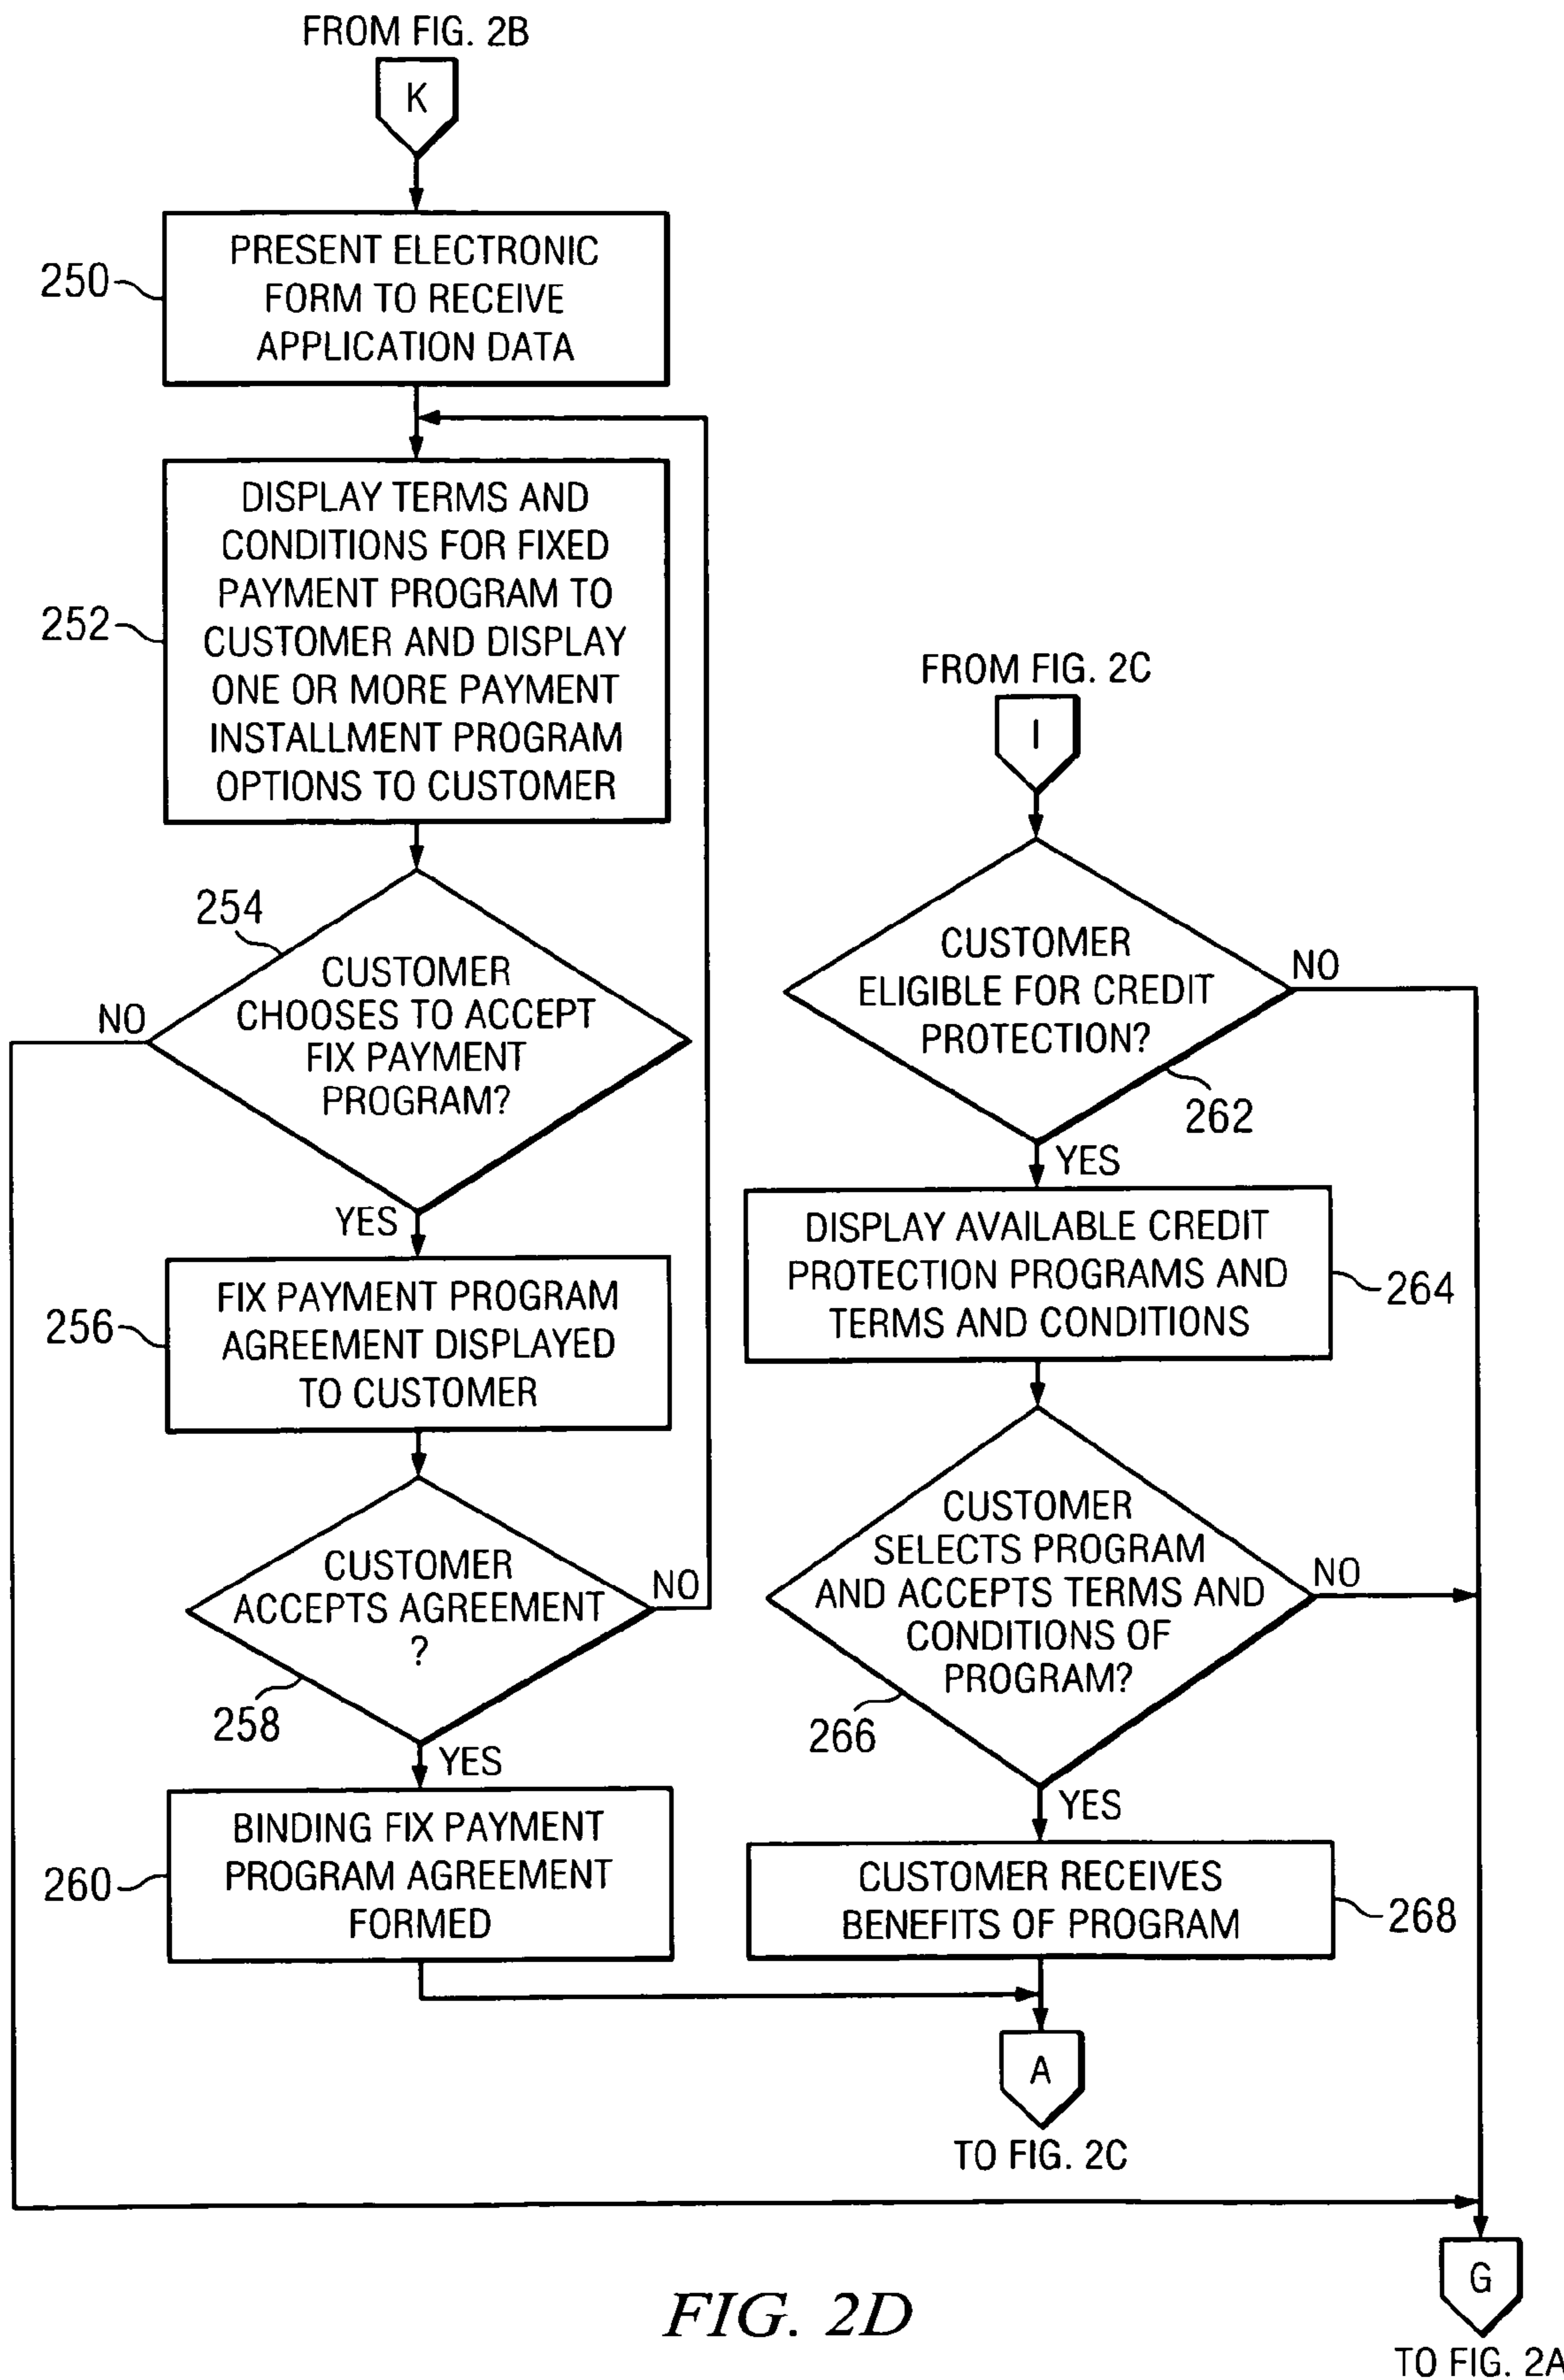 FROM FIG. 2B
K
250
PRESENT ELECTRONIC
FORM TO RECEIVE
APPLICATION DATA
252
DISPLAY TERMS AND
CONDITIONS FOR FIXED
PAYMENT PROGRAM TO
CUSTOMER AND DISPLAY
ONE OR MORE PAYMENT
INSTALLMENT PROGRAM
OPTIONS TO CUSTOMER
254
CUSTOMER
CHOOSES TO ACCEPT
FIX PAYMENT
PROGRAM?
NO
YES
256
FIX PAYMENT PROGRAM
AGREEMENT DISPLAYED
TO CUSTOMER
CUSTOMER
ACCEPTS AGREEMENT
?
NO
258
YES
260
BINDING FIX PAYMENT
PROGRAM AGREEMENT
FORMED
FROM FIG. 2C
I
CUSTOMER
ELIGIBLE FOR CREDIT
PROTECTION?
NO
262
YES
DISPLAY AVAILABLE CREDIT
PROTECTION PROGRAMS AND
TERMS AND CONDITIONS
264
CUSTOMER
SELECTS PROGRAM
AND ACCEPTS TERMS AND
CONDITIONS OF
PROGRAM?
NO
266
YES
CUSTOMER RECEIVES
BENEFITS OF PROGRAM
268
A
TO FIG. 2C
G
TO FIG. 2A
FIG. 2D